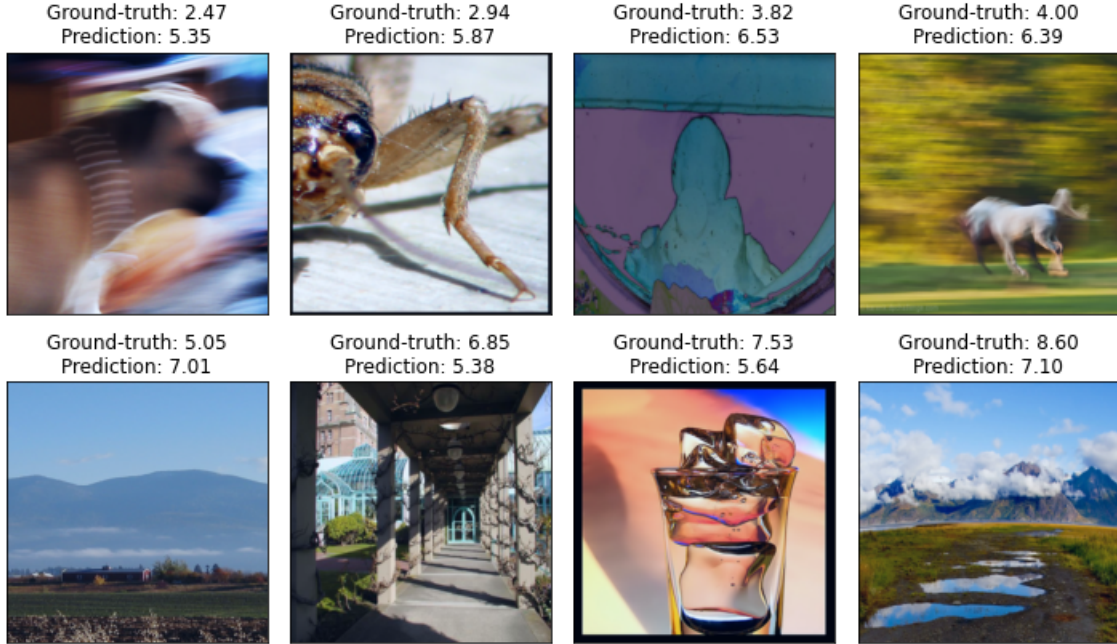 Ground-truth: 2.47
Prediction: 5.35
Ground-truth: 2.94
Prediction: 5.87
Ground-truth: 3.82
Prediction: 6.53
Ground-truth: 4.00
Prediction: 6.39
Ground-truth: 5.05
Prediction: 7.01
Ground-truth: 6.85
Prediction: 5.38
Ground-truth: 7.53
Prediction: 5.64
Ground-truth: 8.60
Prediction: 7.10